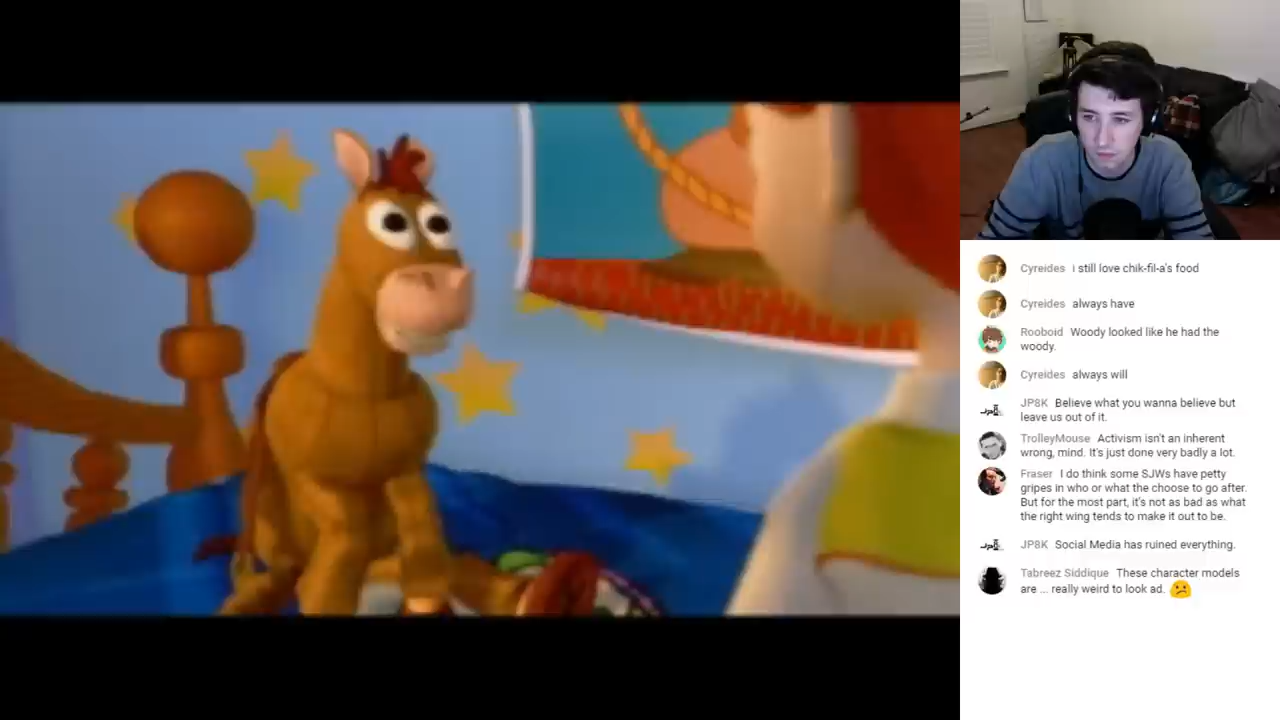 Cyreides i still love chik-fil-a's food
Cyreides always have
Rooboid Woody looked like he had the
woody.
Cyreides always will
JP8K Believe what you wanna believe but
leave us out of it.
TrolleyMouse Activism isn't an inherent
wrong, mind. It's just done very badly a lot.
Fraser I do think some SJWs have petty
gripes in who or what the choose to go after.
But for the most part, it's not as bad as what
the right wing tends to make it out to be.
JP8K Social Media has ruined everything.
Tabreez Siddique These character models
are ... really weird to look ad.